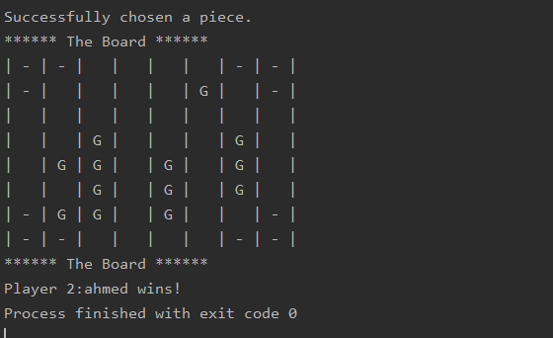 Successfully chosen a piece.
****** The Board ******
| - | - |   |   |   |   | - | - |
| - |   |   |   |   | G |   | - |
|   |   |   |   |   |   |   |   |
|   |   | G |   |   |   | G |   |
|   | G | G |   | G |   | G |   |
|   |   | G |   | G |   | G |   |
| - | G | G |   | G |   |   | - |
| - | - |   |   |   |   | - | - |
****** The Board ******
Player 2:ahmed wins!
Process finished with exit code 0